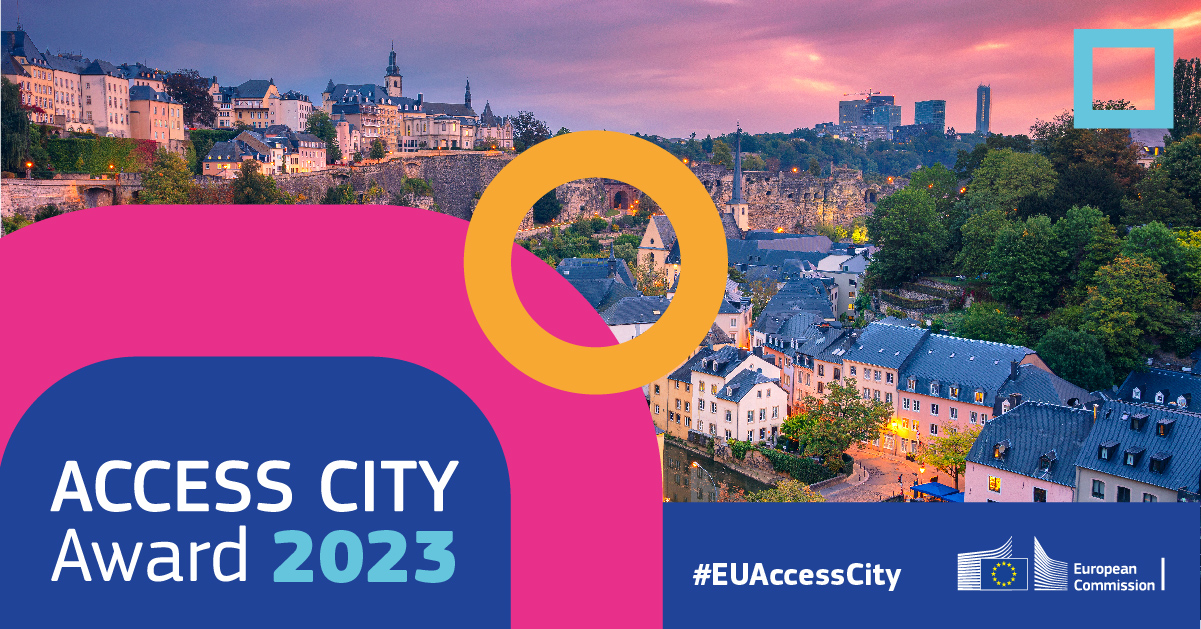 ACCESS CITY
Award 2023
#EUAccessCity
European
Commission